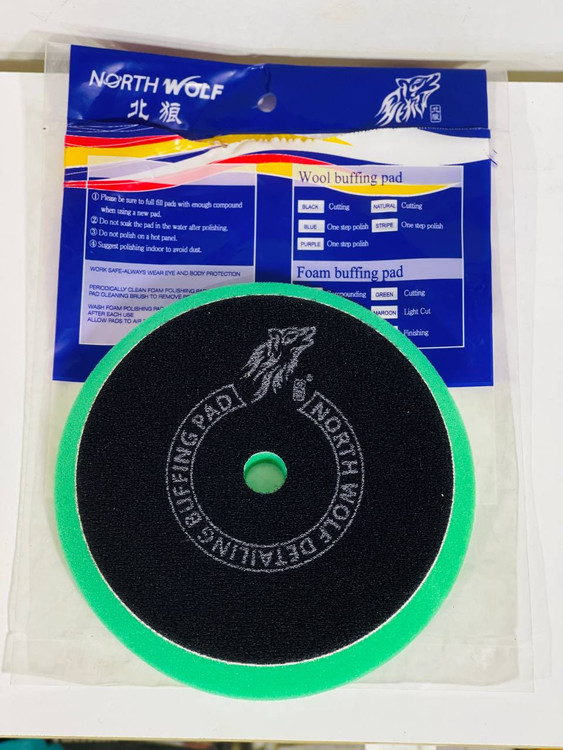 NORTH WOLF
北狼
北狼
① Please be sure to full fill pads with enough compound
when using a new pad.
② Do not soak the pad in the water after polishing.
③ Do not polish on a hot panel.
④ Suggest polishing indoor to avoid dust.
WORK SAFE-ALWAYS WEAR EYE AND BODY PROTECTION
PERIODICALLY CLEAN FOAM POLISHING
PAD CLEANING BRUSH TO REMOVE
WASH FOAM POLISHING
AFTER EACH USE
ALLOW PADS TO
Wool buffing pad
BLACK Cutting NATURAL Cutting
BLUE One step polish STRIPE One step polish
PURPLE One step polish
Foam buffing pad
GREEN Cutting
Light Cut
Finishing
北狼
NORTH WOLF DETAILING BUFFING PAD